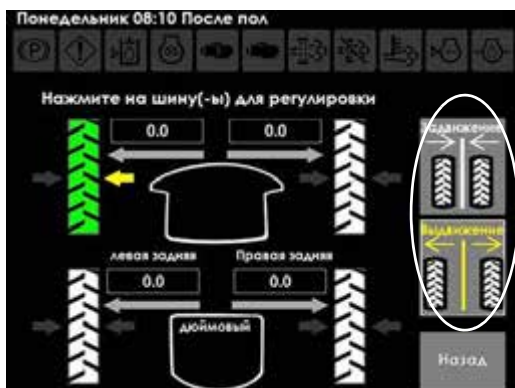 Понедельник 08:10 После пол
Нажмите на шину(-ы) для регулировки
0.0 0.0
Задвижение
Выдвижение
левая задняя Правая задняя
0.0 0.0
дюймовый
Назад